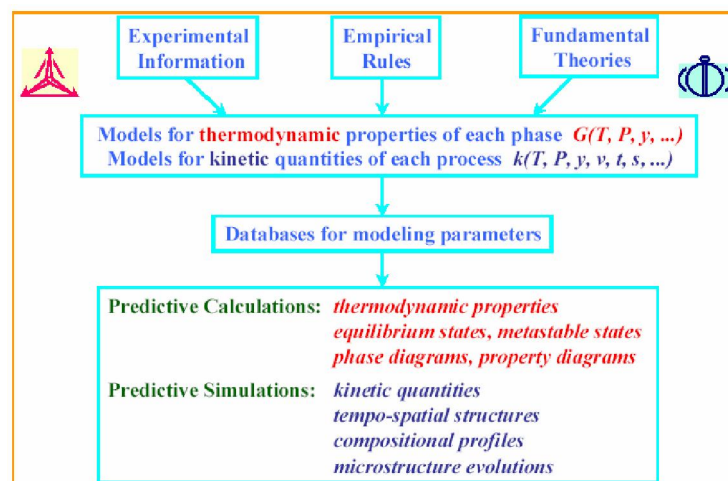 Experimental
Information
Empirical
Rules
Fundamental
Theories
Models for thermodynamic properties of each phase G(T, P, y, ...)
Models for kinetic quantities of each process k(T, P, y, v, t, s, ...)
Databases for modeling parameters
Predictive Calculations: thermodynamic properties
equilibrium states, metastable states
phase diagrams, property diagrams
Predictive Simulations: kinetic quantities
tempo-spatial structures
compositional profiles
microstructure evolutions